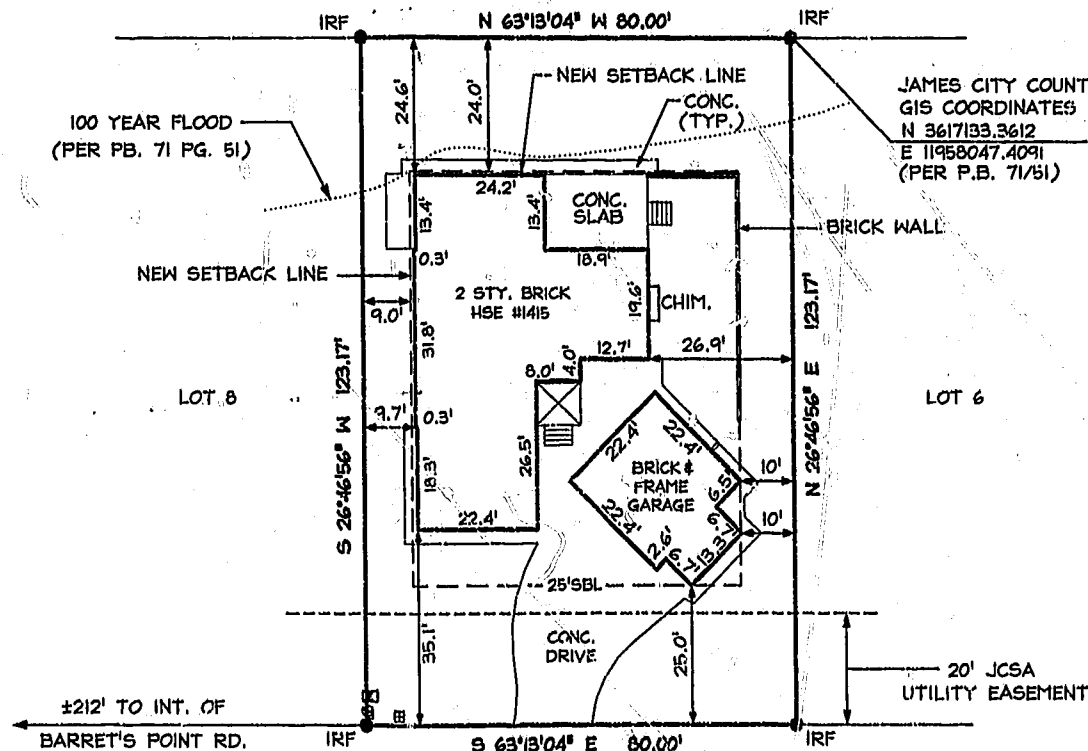 IRF
N 63°13'04" W 80.00'
IRF
NEW SETBACK LINE
CONC.
(TYP.)
JAMES CITY COUNT
GIS COORDINATES
N 3617133.3612
E 11958047.4091
(PER P.B. 71/51)
100 YEAR FLOOD
(PER PB. 71 PG. 51)
24.6'
24.0'
24.2'
13.4'
13.4'
CONC.
SLAB
18.9'
BRICK WALL
NEW SETBACK LINE
0.3'
2 STY. BRICK
HSE #1415
9.0'
31.8'
19.6'
CHIM.
12.7'
26.9'
4.0'
8.0'
S 26°46'56" W 123.17'
N 26°46'56" E 123.17'
LOT 8
LOT 6
9.7'
0.3'
18.3'
26.5'
22.4'
22.4'
22.4'
BRICK &
FRAME
GARAGE
22.4'
6.5'
6.7'
10'
10'
2.6'
6.7'
13.3'
25'SBL
35.1'
CONC.
DRIVE
25.0'
20' JCSA
UTILITY EASEMENT
±212' TO INT. OF
BARRET'S POINT RD.
IRF
S 63°13'04" E 80.00'
IRF